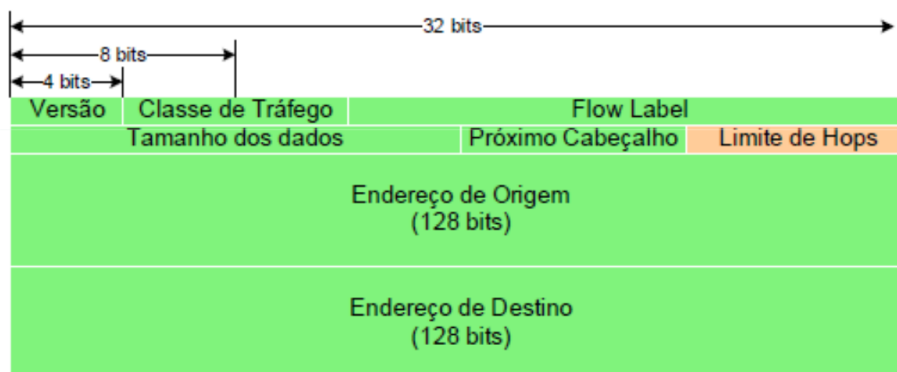 32 bits
8 bits
4 bits
Versão Classe de Tráfego Flow Label
Tamanho dos dados Próximo Cabeçalho Limite de Hops
Endereço de Origem
(128 bits)
Endereço de Destino
(128 bits)